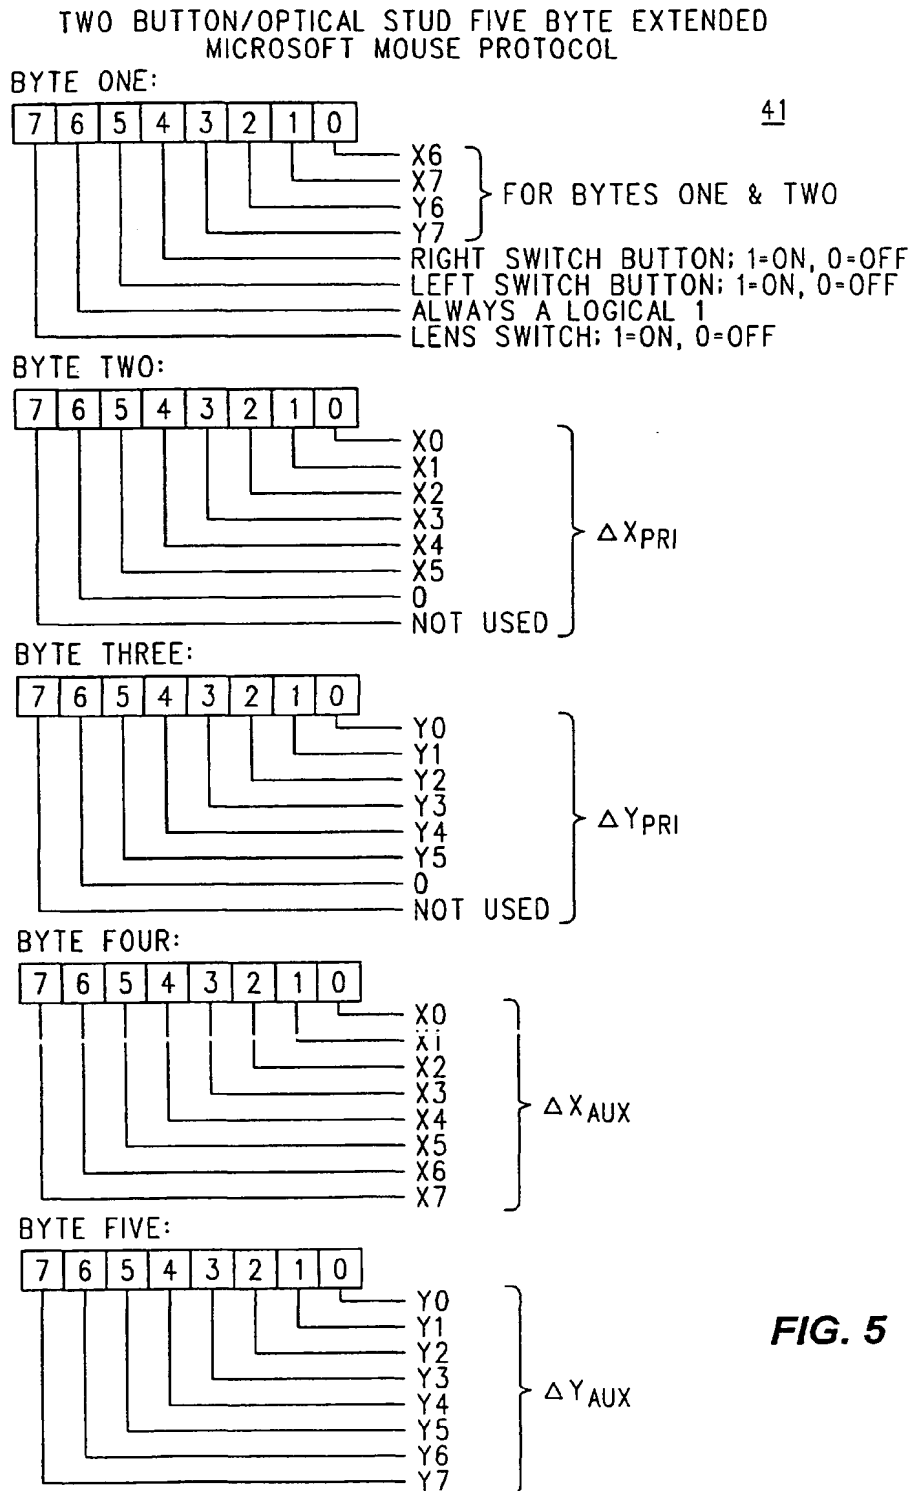 TWO BUTTON/OPTICAL STUD FIVE BYTE EXTENDED
MICROSOFT MOUSE PROTOCOL
41
BYTE ONE:
7 6 5 4 3 2 1 0
X6
X7
Y6
Y7
FOR BYTES ONE & TWO
RIGHT SWITCH BUTTON; 1=ON, 0=OFF
LEFT SWITCH BUTTON; 1=ON, 0=OFF
ALWAYS A LOGICAL 1
LENS SWITCH; 1=ON, 0=OFF
BYTE TWO:
7 6 5 4 3 2 1 0
X0
X1
X2
X3
X4
X5
0
NOT USED
ΔXPRI
BYTE THREE:
7 6 5 4 3 2 1 0
Y0
Y1
Y2
Y3
Y4
Y5
0
NOT USED
ΔYPRI
BYTE FOUR:
7 6 5 4 3 2 1 0
X0
X1
X2
X3
X4
X5
X6
X7
ΔXAUX
BYTE FIVE:
7 6 5 4 3 2 1 0
Y0
Y1
Y2
Y3
Y4
Y5
Y6
Y7
ΔYAUX
FIG. 5